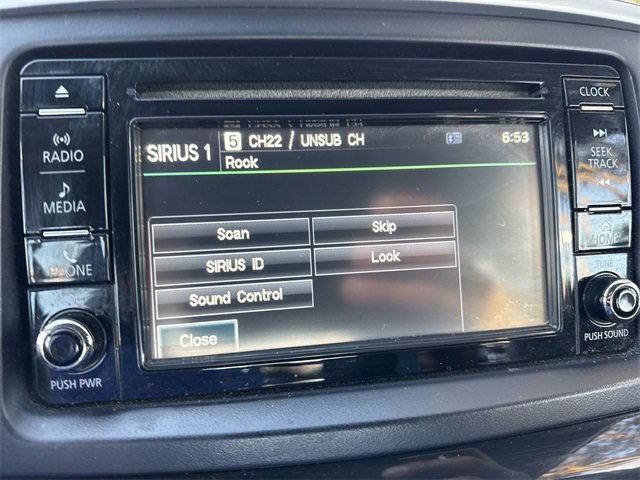 CLOCK
SIRIUS 1
5 CH22 / UNSUB CH
6:53
Rock
RADIO
MEDIA
PHONE
SEEK
TRACK
HOME
TUNE
Scan
Skip
SIRIUS ID
Lock
Sound Control
Close
PUSH PWR
PUSH SOUND